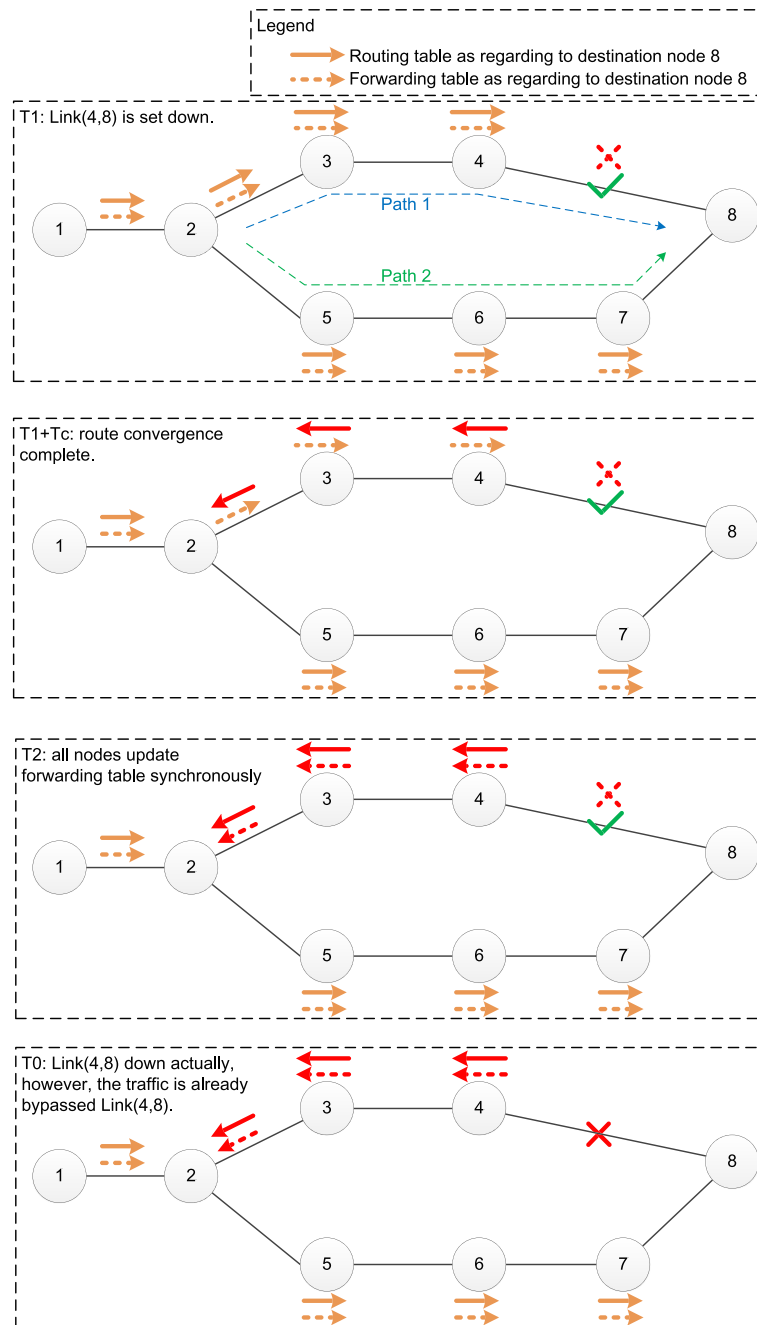 Legend
Routing table as regarding to destination node 8
Forwarding table as regarding to destination node 8
T1: Link(4,8) is set down.
3
4
1
2
8
Path 1
Path 2
5
6
7
T1+Tc: route convergence
complete.
3
4
1
2
8
5
6
7
T2: all nodes update
forwarding table synchronously
3
4
1
2
8
5
6
7
T0: Link(4,8) down actually,
however, the traffic is already
bypassed Link(4,8).
3
4
1
2
8
5
6
7